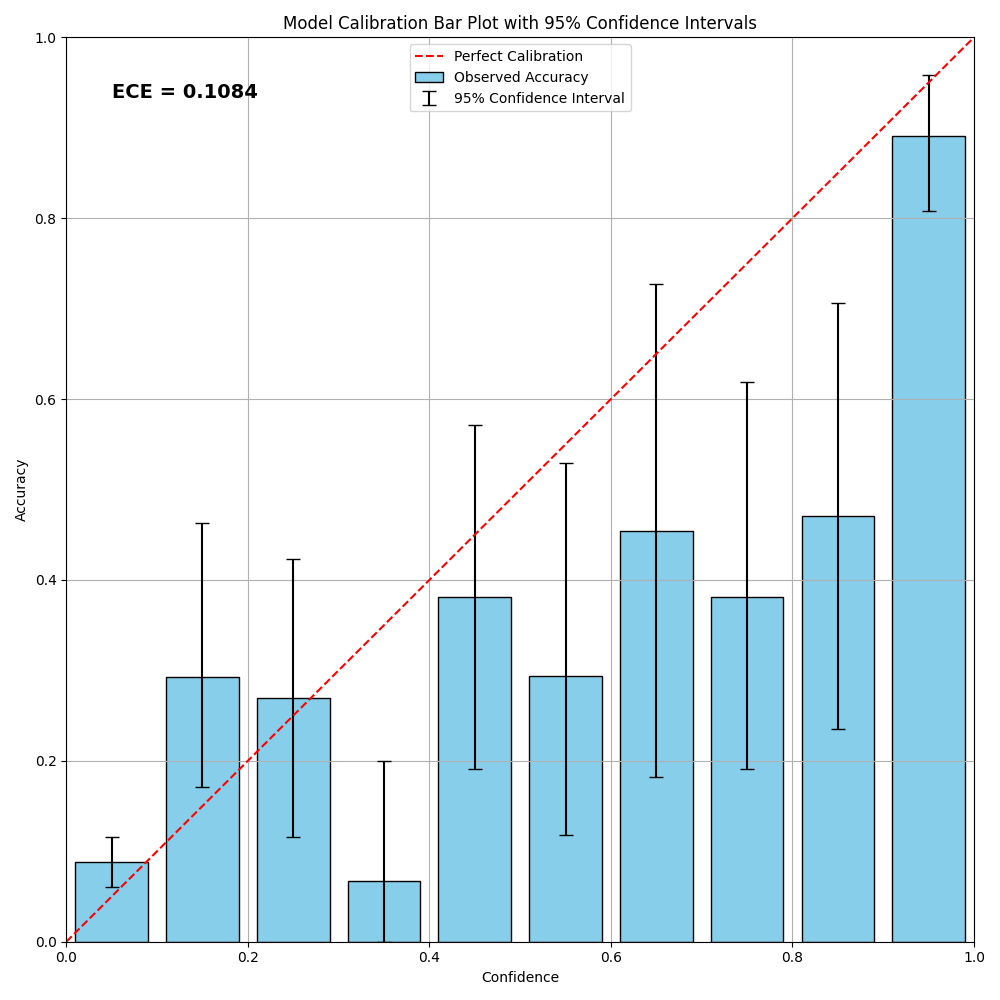 Model Calibration Bar Plot with 95% Confidence Intervals
Perfect Calibration
Observed Accuracy
95% Confidence Interval
ECE = 0.1084
Accuracy
1.0
0.8
0.6
0.4
0.2
0.0
0.0 0.2 0.4 0.6 0.8 1.0
Confidence